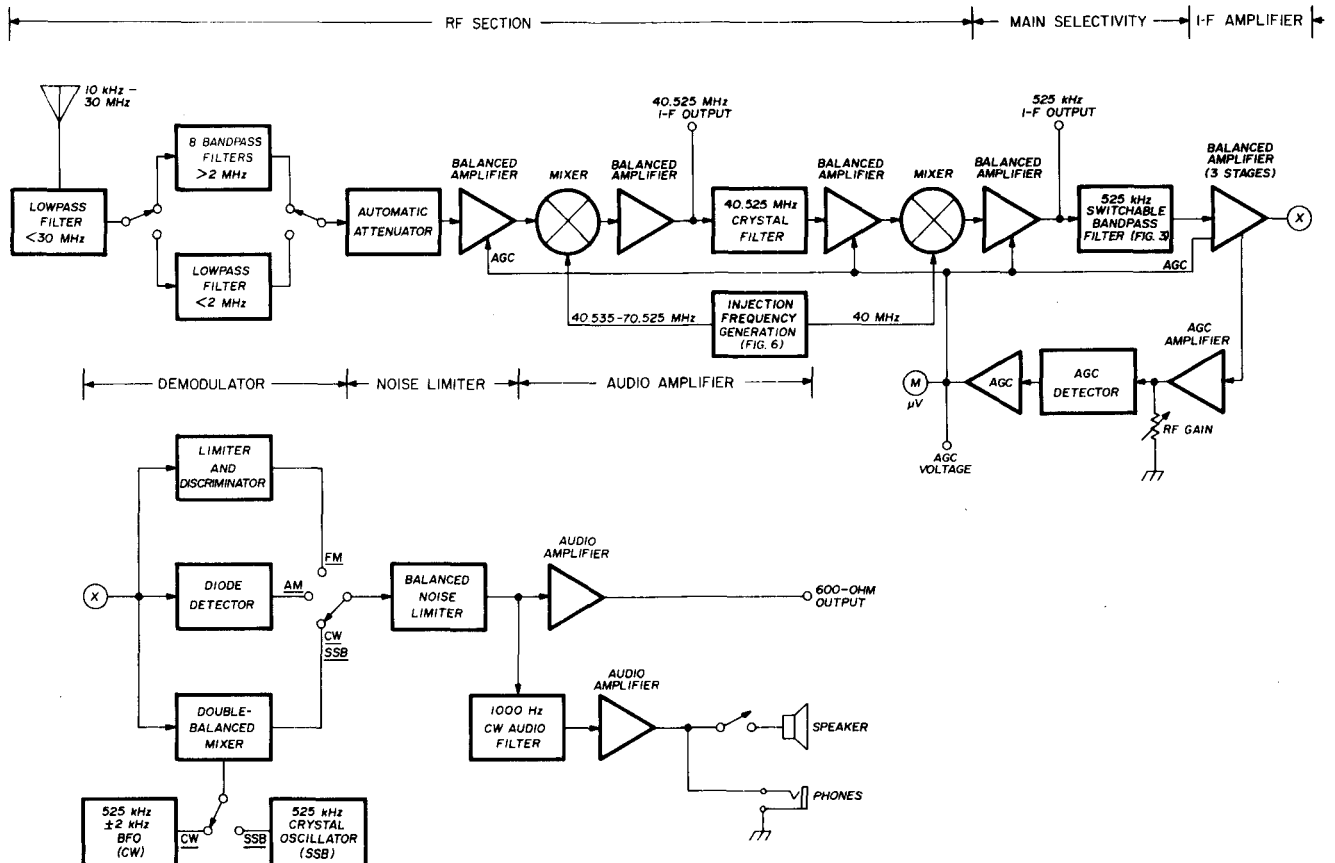 RF SECTION
MAIN SELECTIVITY
I-F AMPLIFIER
10 kHz –
30 MHz
LOWPASS
FILTER
<30 MHz
8 BANDPASS
FILTERS
>2 MHz
LOWPASS
FILTER
<2 MHz
AUTOMATIC
ATTENUATOR
BALANCED
AMPLIFIER
MIXER
BALANCED
AMPLIFIER
40.525 MHz
I-F OUTPUT
40.525 MHz
CRYSTAL
FILTER
BALANCED
AMPLIFIER
MIXER
BALANCED
AMPLIFIER
525 kHz
I-F OUTPUT
525 kHz
SWITCHABLE
BANDPASS
FILTER (FIG. 3)
BALANCED
AMPLIFIER
(3 STAGES)
X
AGC
AGC
40.535-70.525 MHz
INJECTION
FREQUENCY
GENERATION
(FIG. 6)
40 MHz
AGC
AMPLIFIER
AGC
DETECTOR
AGC
M
µV
RF GAIN
AGC
VOLTAGE
DEMODULATOR
NOISE LIMITER
AUDIO AMPLIFIER
LIMITER
AND
DISCRIMINATOR
FM
X
DIODE
DETECTOR
AM
CW
SSB
BALANCED
NOISE
LIMITER
AUDIO
AMPLIFIER
600-OHM
OUTPUT
DOUBLE-
BALANCED
MIXER
1000 Hz
CW AUDIO
FILTER
AUDIO
AMPLIFIER
SPEAKER
PHONES
525 kHz
±2 kHz
BFO
(CW)
CW
SSB
525 kHz
CRYSTAL
OSCILLATOR
(SSB)